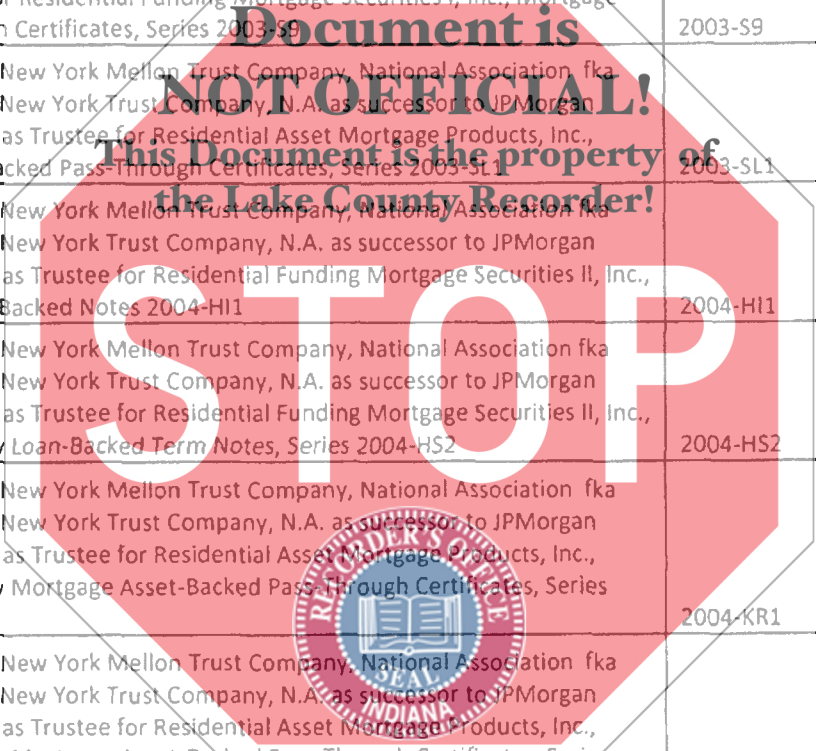 r Residential Funding Mortgage Securities I, Inc., Mortgage
Certificates, Series 2003-S9
2003-S9
Document is
New York Mellon Trust Company, National Association, fka
NOT OFFICIAL!
New York Trust Company, N.A. as successor to JPMorgan
as Trustee for Residential Asset Mortgage Products, Inc.,
This Document is the property of
acked Pass-Through Certificates, Series 2003-SL1
2003-SL1
the Lake County Recorder!
New York Mellon Trust Company, National Association fka
New York Trust Company, N.A. as successor to JPMorgan
as Trustee for Residential Funding Mortgage Securities II, Inc.,
Backed Notes 2004-HI1
2004-HI1
STOP
New York Mellon Trust Company, National Association fka
New York Trust Company, N.A. as successor to JPMorgan
as Trustee for Residential Funding Mortgage Securities II, Inc.,
Loan-Backed Term Notes, Series 2004-HS2
2004-HS2
New York Mellon Trust Company, National Association fka
New York Trust Company, N.A. as successor to JPMorgan
as Trustee for Residential Asset Mortgage Products, Inc.,
Mortgage Asset-Backed Pass-Through Certificates, Series
2004-KR1
RECORDER'S OFFICE
SEAL
INDIANA
New York Mellon Trust Company, National Association fka
New York Trust Company, N.A. as successor to JPMorgan
as Trustee for Residential Asset Mortgage Products, Inc.,